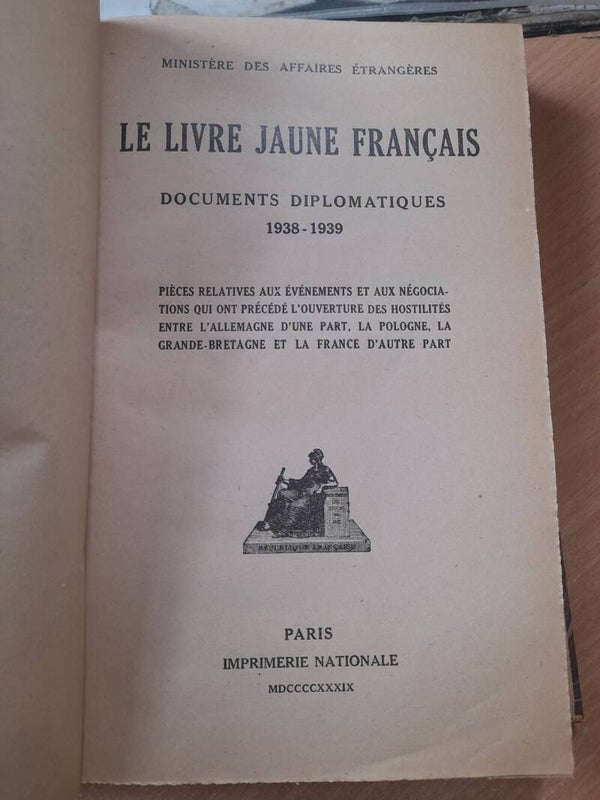 MINISTÈRE DES AFFAIRES ÉTRANGÈRES
LE LIVRE JAUNE FRANÇAIS
DOCUMENTS DIPLOMATIQUES
1938-1939
PIÈCES RELATIVES AUX ÉVÉNEMENTS ET AUX NÉGOCIA-
TIONS QUI ONT PRÉCÉDÉ L'OUVERTURE DES HOSTILITÉS
ENTRE L'ALLEMAGNE D'UNE PART, LA POLOGNE, LA
GRANDE-BRETAGNE ET LA FRANCE D'AUTRE PART
RÉPUBLIQUE FRANÇAISE
PARIS
IMPRIMERIE NATIONALE
MDCCCCXXXIX